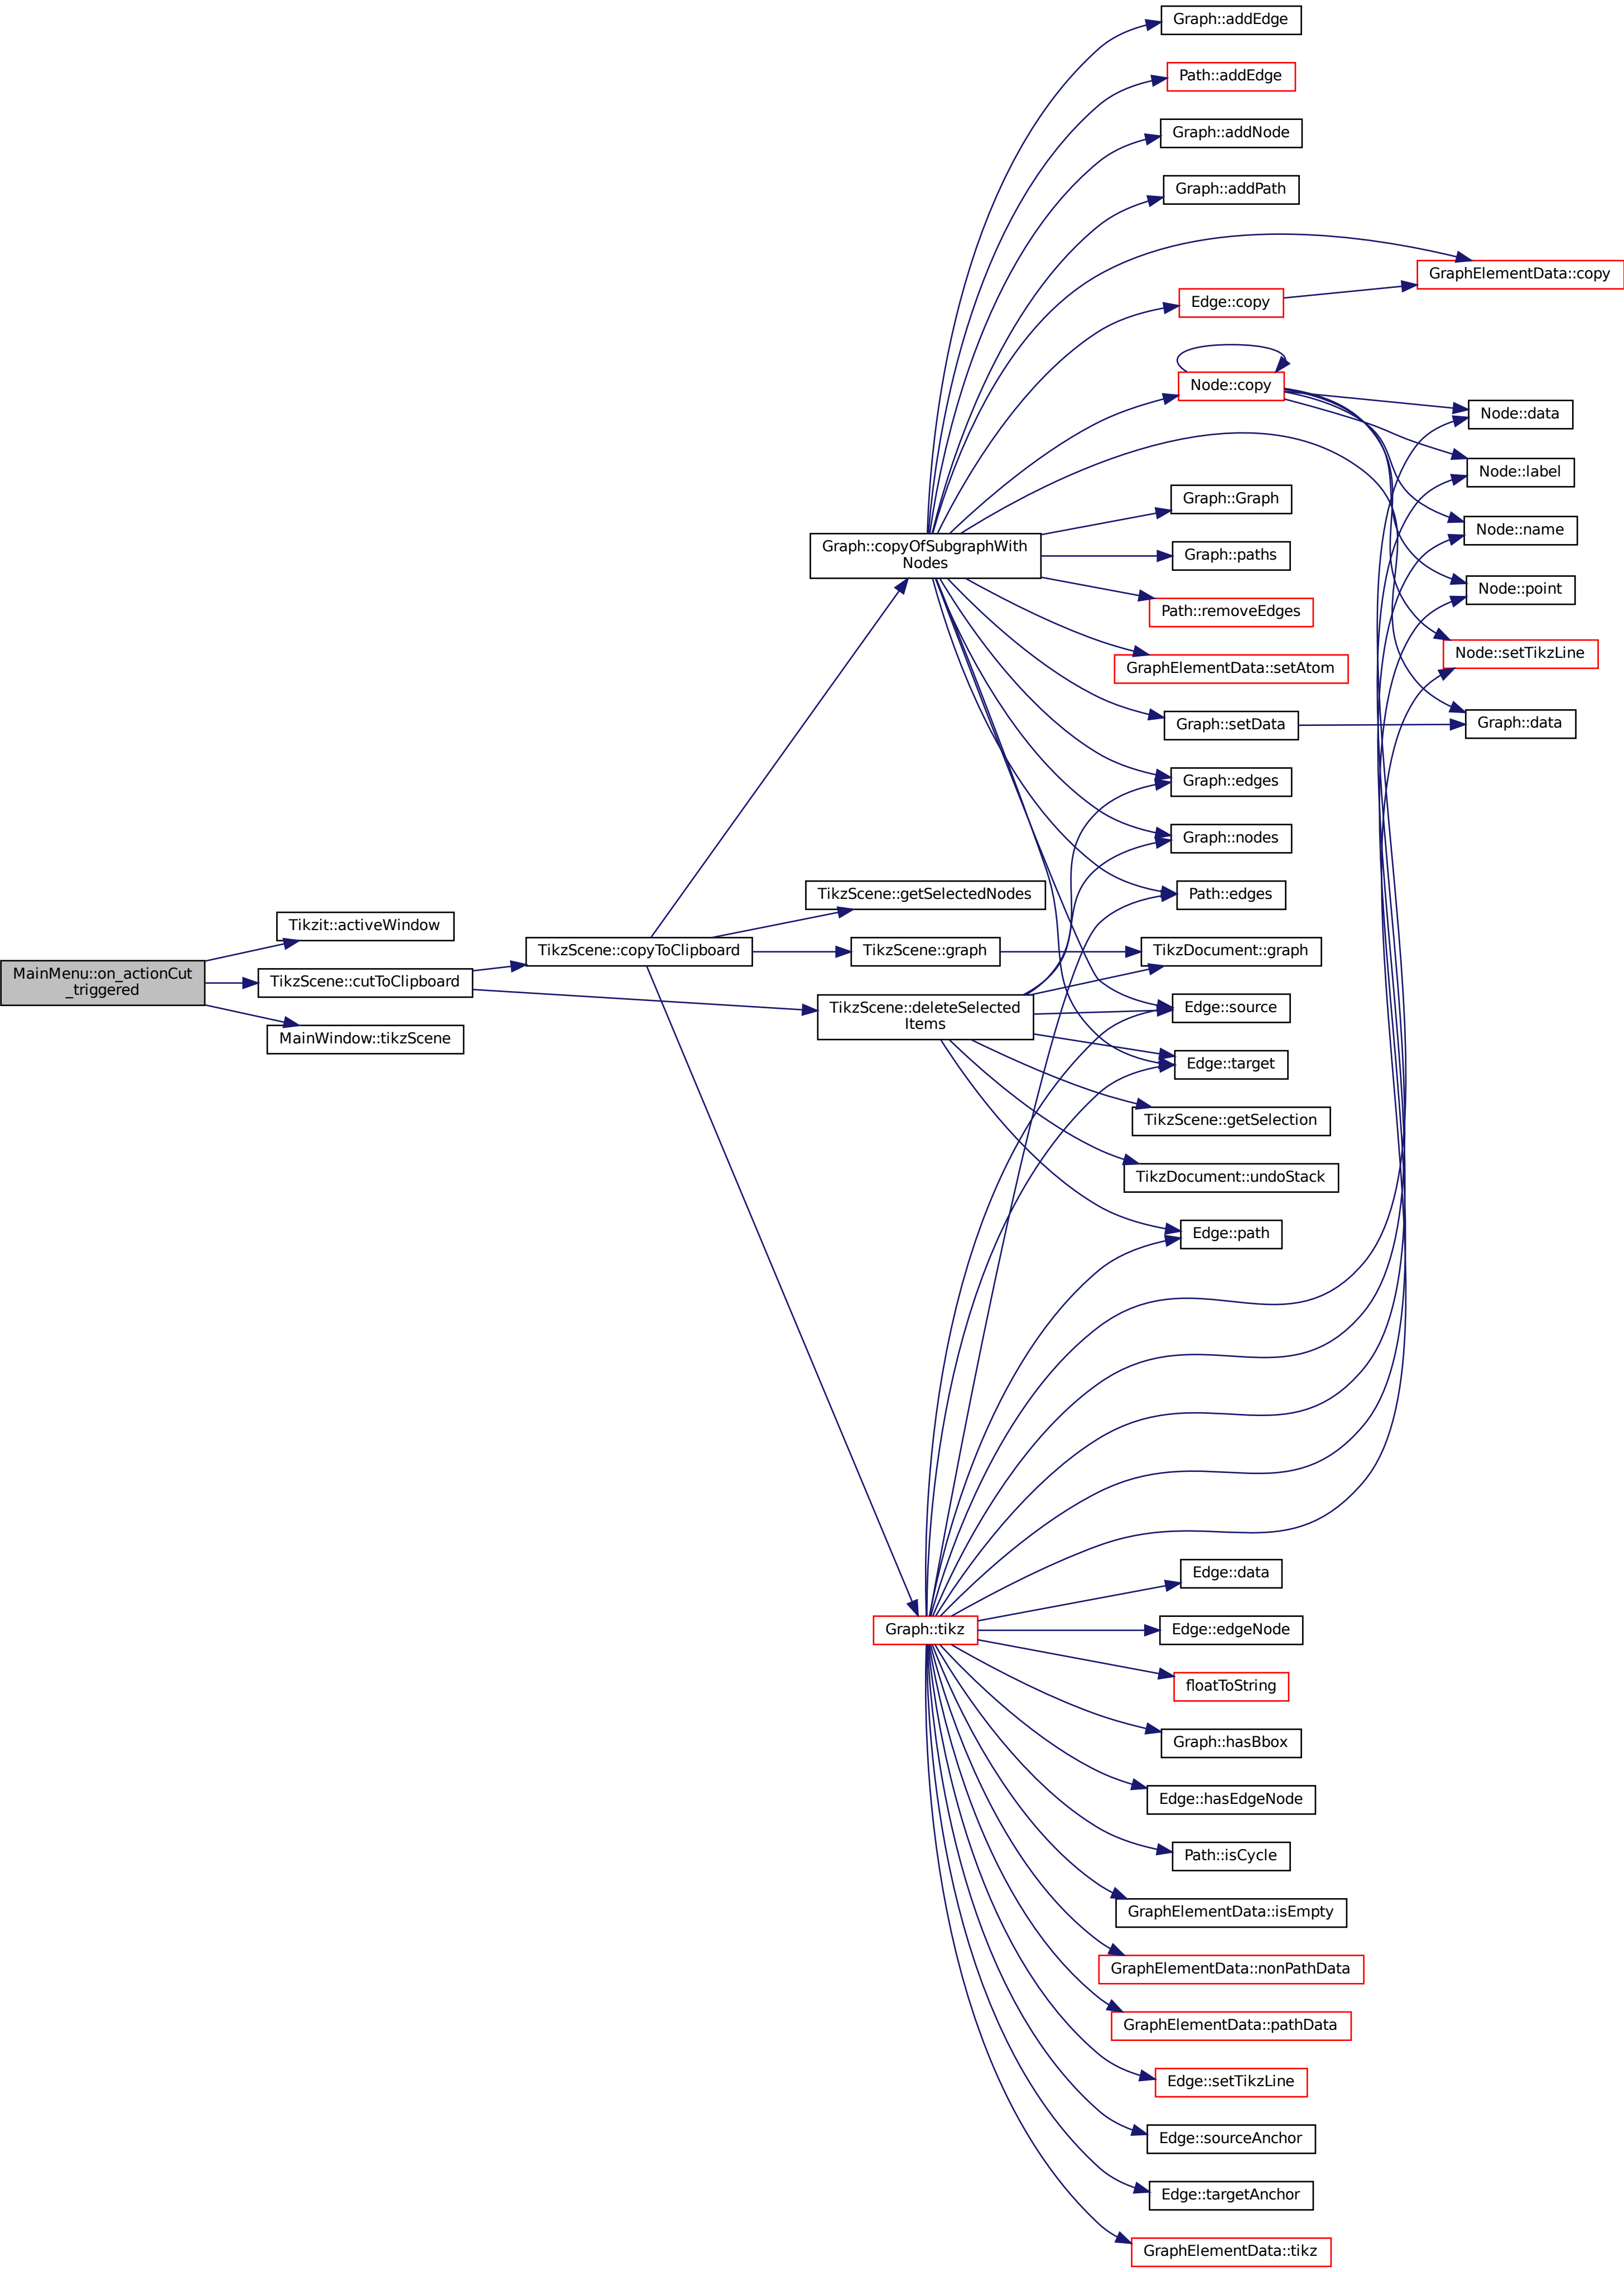 Graph::addEdge
Path::addEdge
Graph::addNode
Graph::addPath
GraphElementData::copy
Edge::copy
Node::copy
Node::data
Node::label
Graph::Graph
Node::name
Graph::copyOfSubgraphWith
Nodes
Graph::paths
Node::point
Path::removeEdges
Node::setTikzLine
GraphElementData::setAtom
Graph::setData
Graph::data
Graph::edges
Graph::nodes
TikzScene::getSelectedNodes
Path::edges
Tikzit::activeWindow
TikzScene::copyToClipboard
TikzScene::graph
TikzDocument::graph
MainMenu::on_actionCut
_triggered
TikzScene::cutToClipboard
TikzScene::deleteSelected
Items
Edge::source
MainWindow::tikzScene
Edge::target
TikzScene::getSelection
TikzDocument::undoStack
Edge::path
Edge::data
Graph::tikz
Edge::edgeNode
floatToString
Graph::hasBbox
Edge::hasEdgeNode
Path::isCycle
GraphElementData::isEmpty
GraphElementData::nonPathData
GraphElementData::pathData
Edge::setTikzLine
Edge::sourceAnchor
Edge::targetAnchor
GraphElementData::tikz